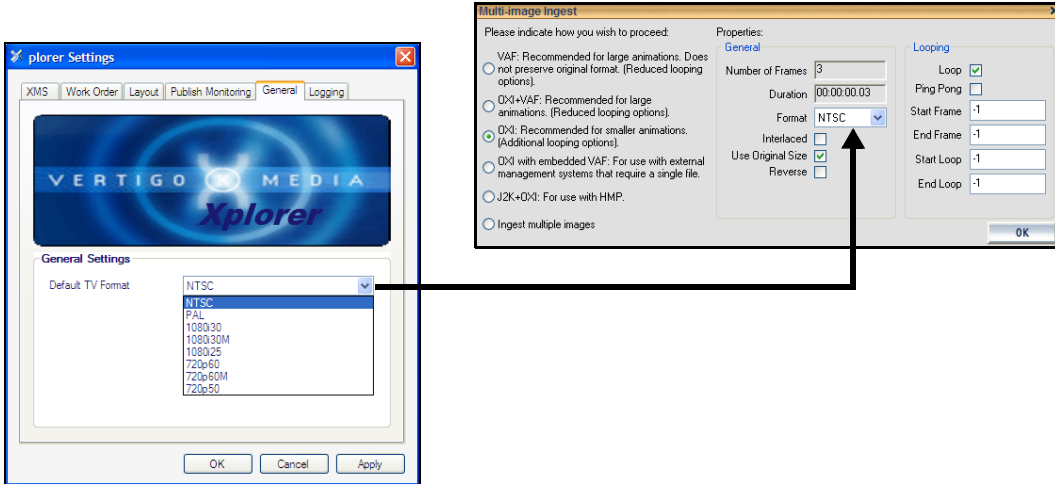 plorer Settings
XMS
Work Order
Layout
Publish Monitoring
General
Logging
VERTIGO X MEDIA
Xplorer
General Settings
Default TV Format
NTSC
NTSC
PAL
1080i30
1080i30M
1080i25
720p60
720p60M
720p50
OK
Cancel
Apply
Multi-image Ingest
Please indicate how you wish to proceed:
VAF: Recommended for large animations. Does
not preserve original format. (Reduced looping
options).
OXI+VAF: Recommended for large
animations. (Reduced looping options).
OXI: Recommended for smaller animations.
(Additional looping options).
OXI with embedded VAF: For use with external
management systems that require a single file.
J2K+OXI: For use with HMP.
Ingest multiple images
Properties:
General
Number of Frames 3
Duration 00:00:00.03
Format NTSC
Interlaced
Use Original Size
Reverse
Looping
Loop
Ping Pong
Start Frame -1
End Frame -1
Start Loop -1
End Loop -1
OK